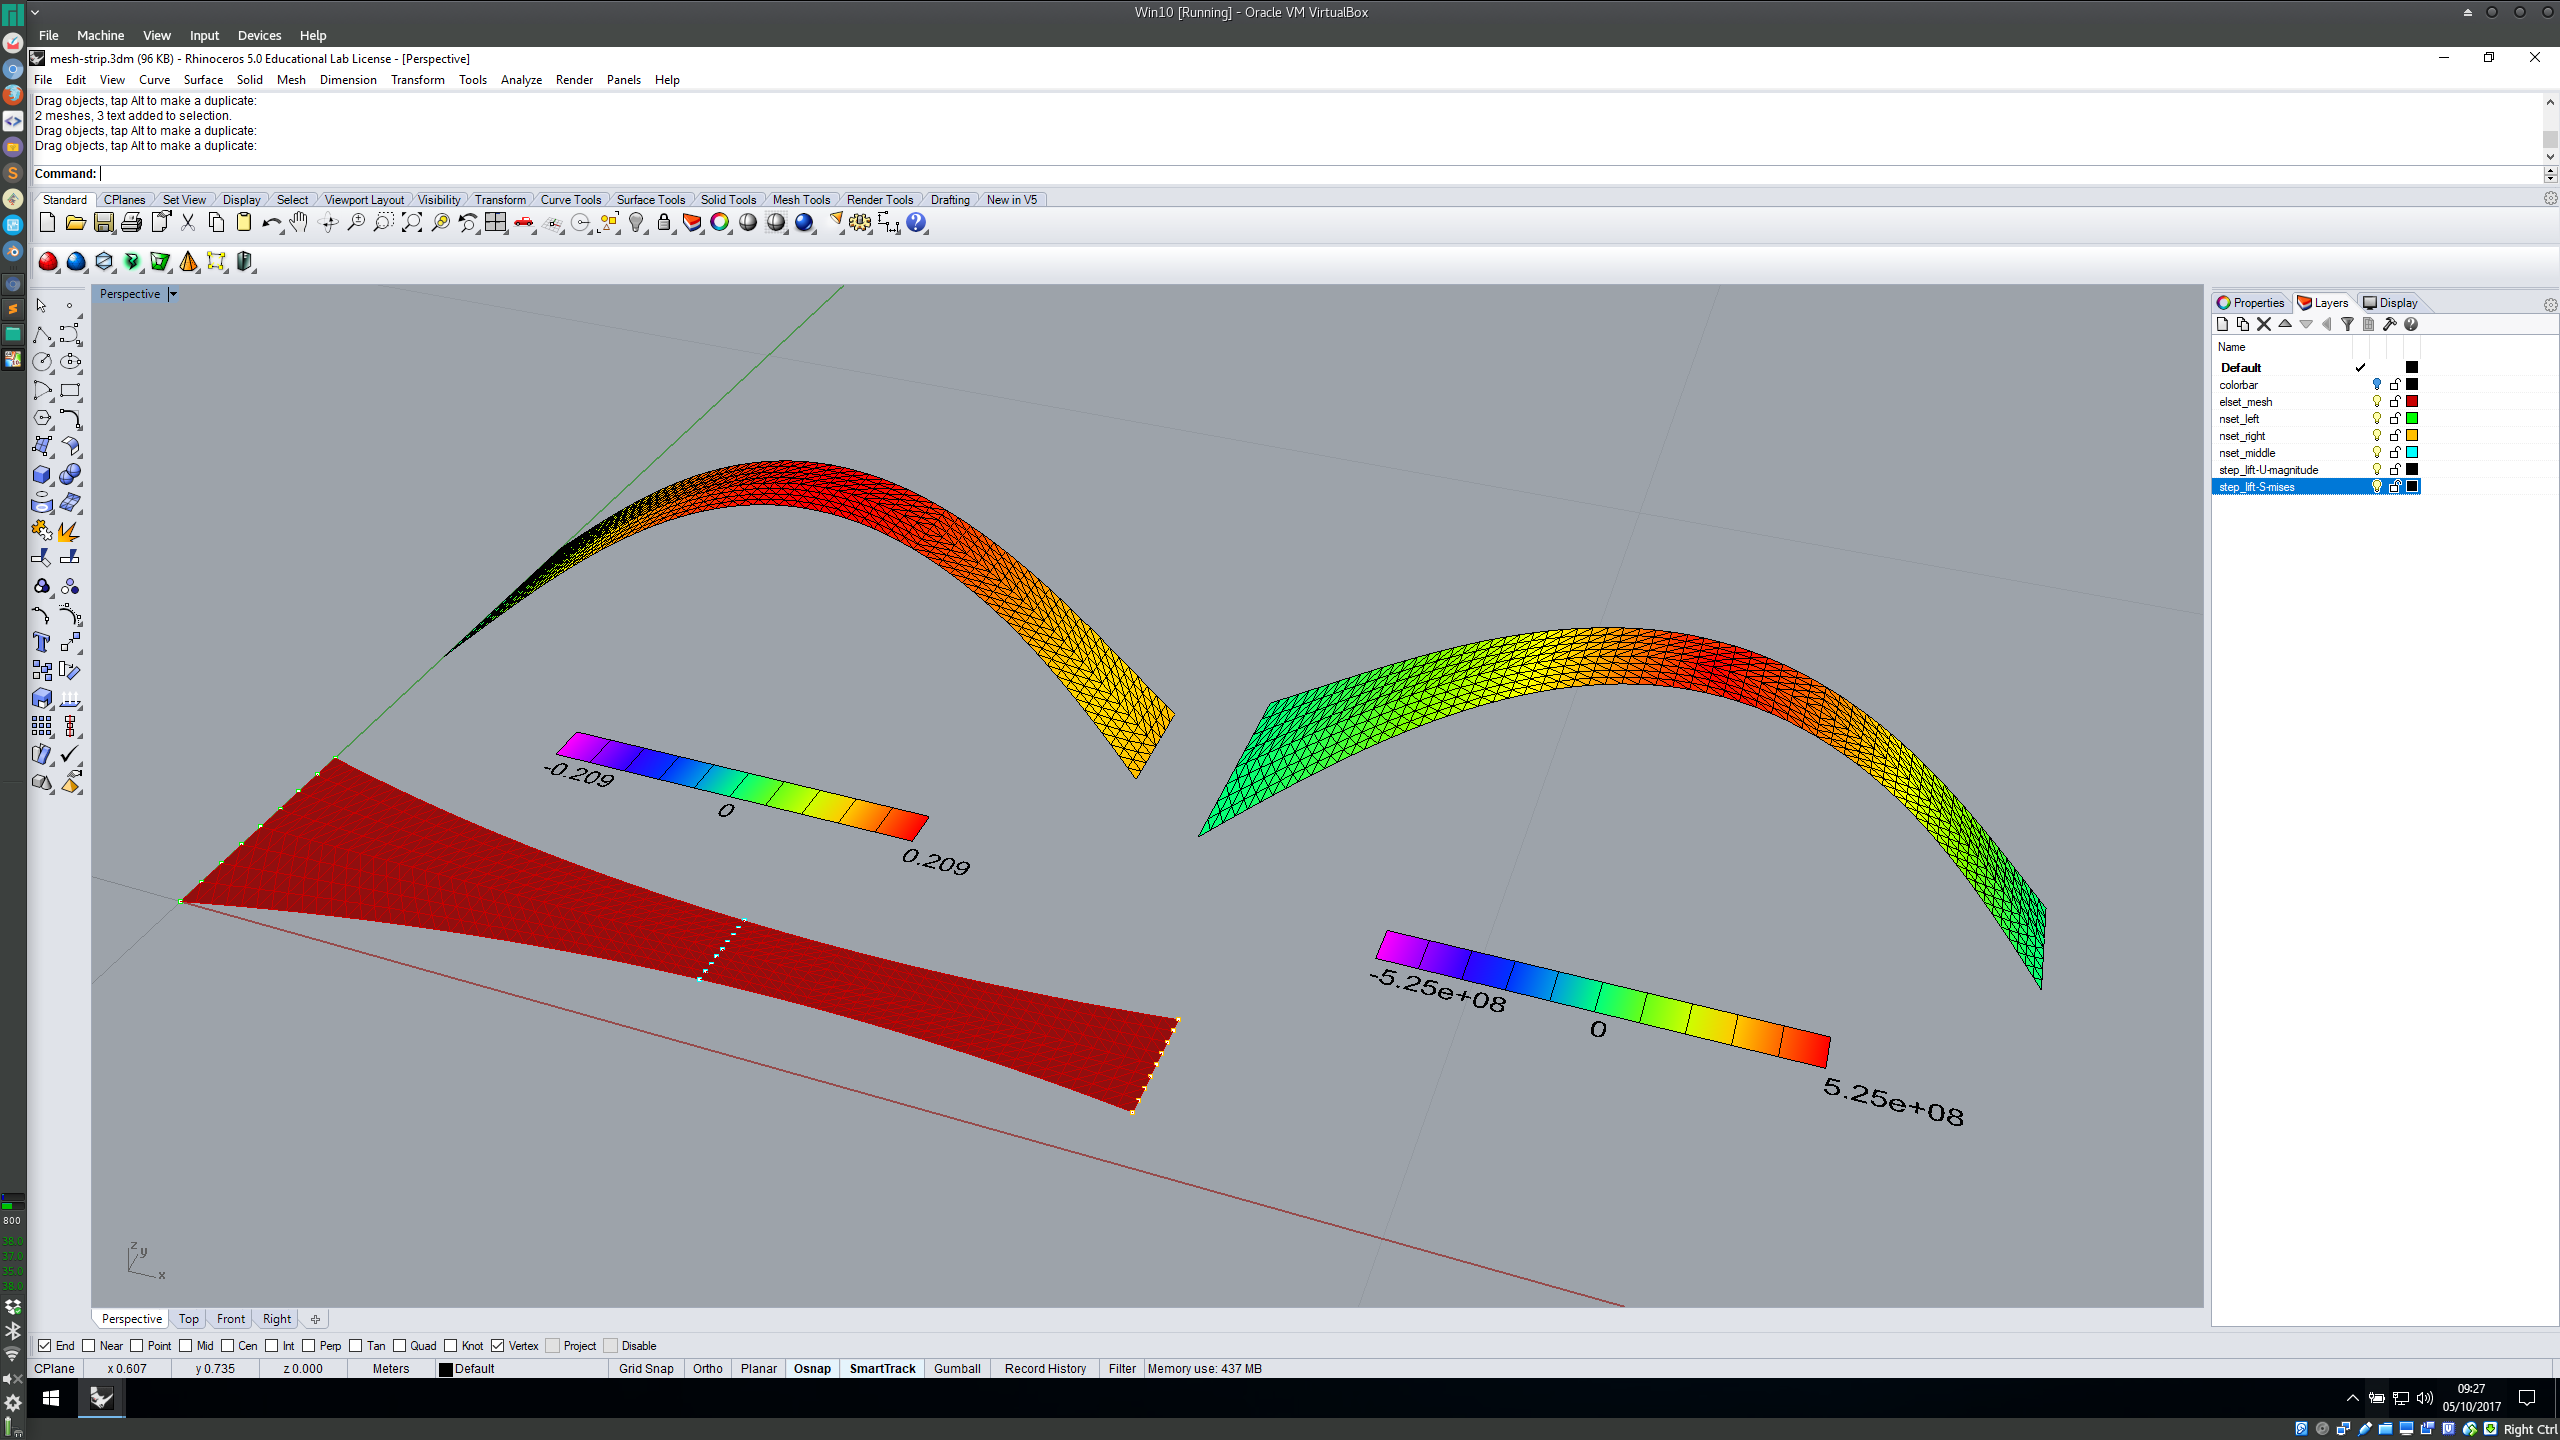 Win10 [Running] - Oracle VM VirtualBox
File Machine View Input Devices Help
mesh-strip.3dm (96 KB) - Rhinoceros 5.0 Educational Lab License - [Perspective]
File Edit View Curve Surface Solid Mesh Dimension Transform Tools Analyze Render Panels Help
Drag objects, tap Alt to make a duplicate:
2 meshes, 3 text added to selection.
Drag objects, tap Alt to make a duplicate:
Drag objects, tap Alt to make a duplicate:
Command:
Standard CPlanes Set View Display Select Viewport Layout Visibility Transform Curve Tools Surface Tools Solid Tools Mesh Tools Render Tools Drafting New in V5
Perspective
Properties Layers Display
Name
Default
colorbar
elset_mesh
nset_left
nset_right
nset_middle
step_lift-U-magnitude
step_lift-S-mises
-0.209
0
0.209
-5.25e+08
0
5.25e+08
z
y
x
800
38.0
37.0
35.0
38.0
Perspective Top Front Right
End Near Point Mid Cen Int Perp Tan Quad Knot Vertex Project Disable
CPlane x 0.607 y 0.735 z 0.000 Meters Default Grid Snap Ortho Planar Osnap SmartTrack Gumball Record History Filter Memory use: 437 MB
09:27
05/10/2017
Right Ctrl